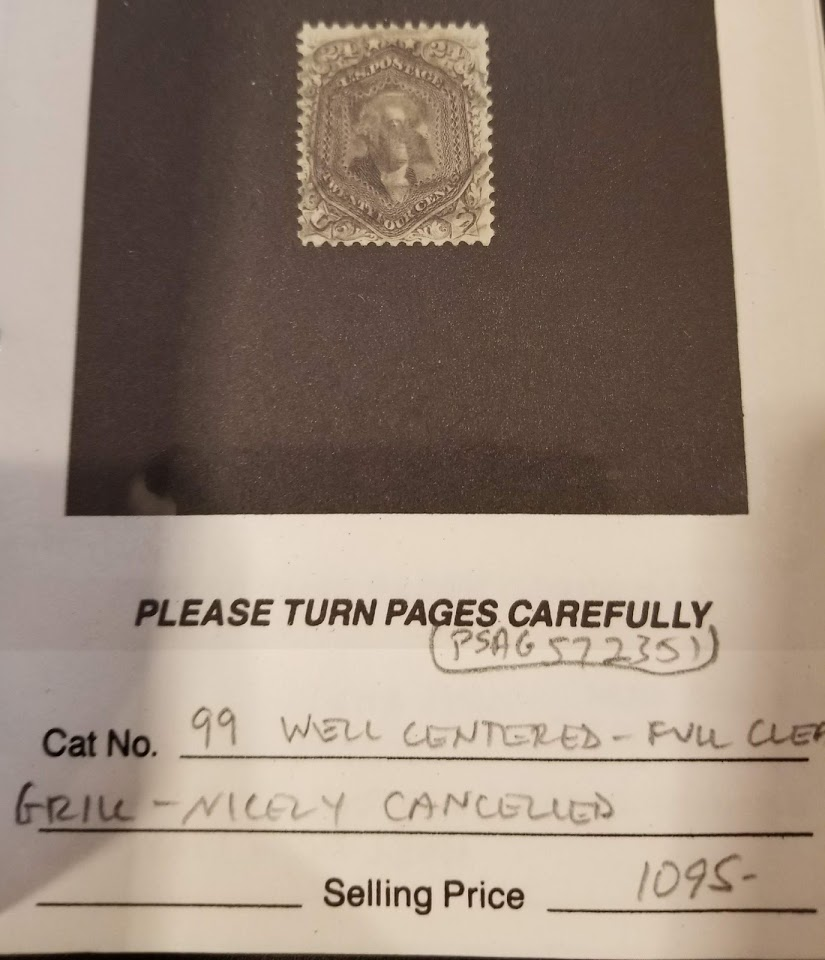 24 24
U.S. POSTAGE
TWENTY FOUR CENTS
U S
PLEASE TURN PAGES CAREFULLY
PSAG 572351
Cat No. 99 WELL CENTERED - FULL CLEA
GRILL - NICELY CANCELLED
Selling Price 1095-